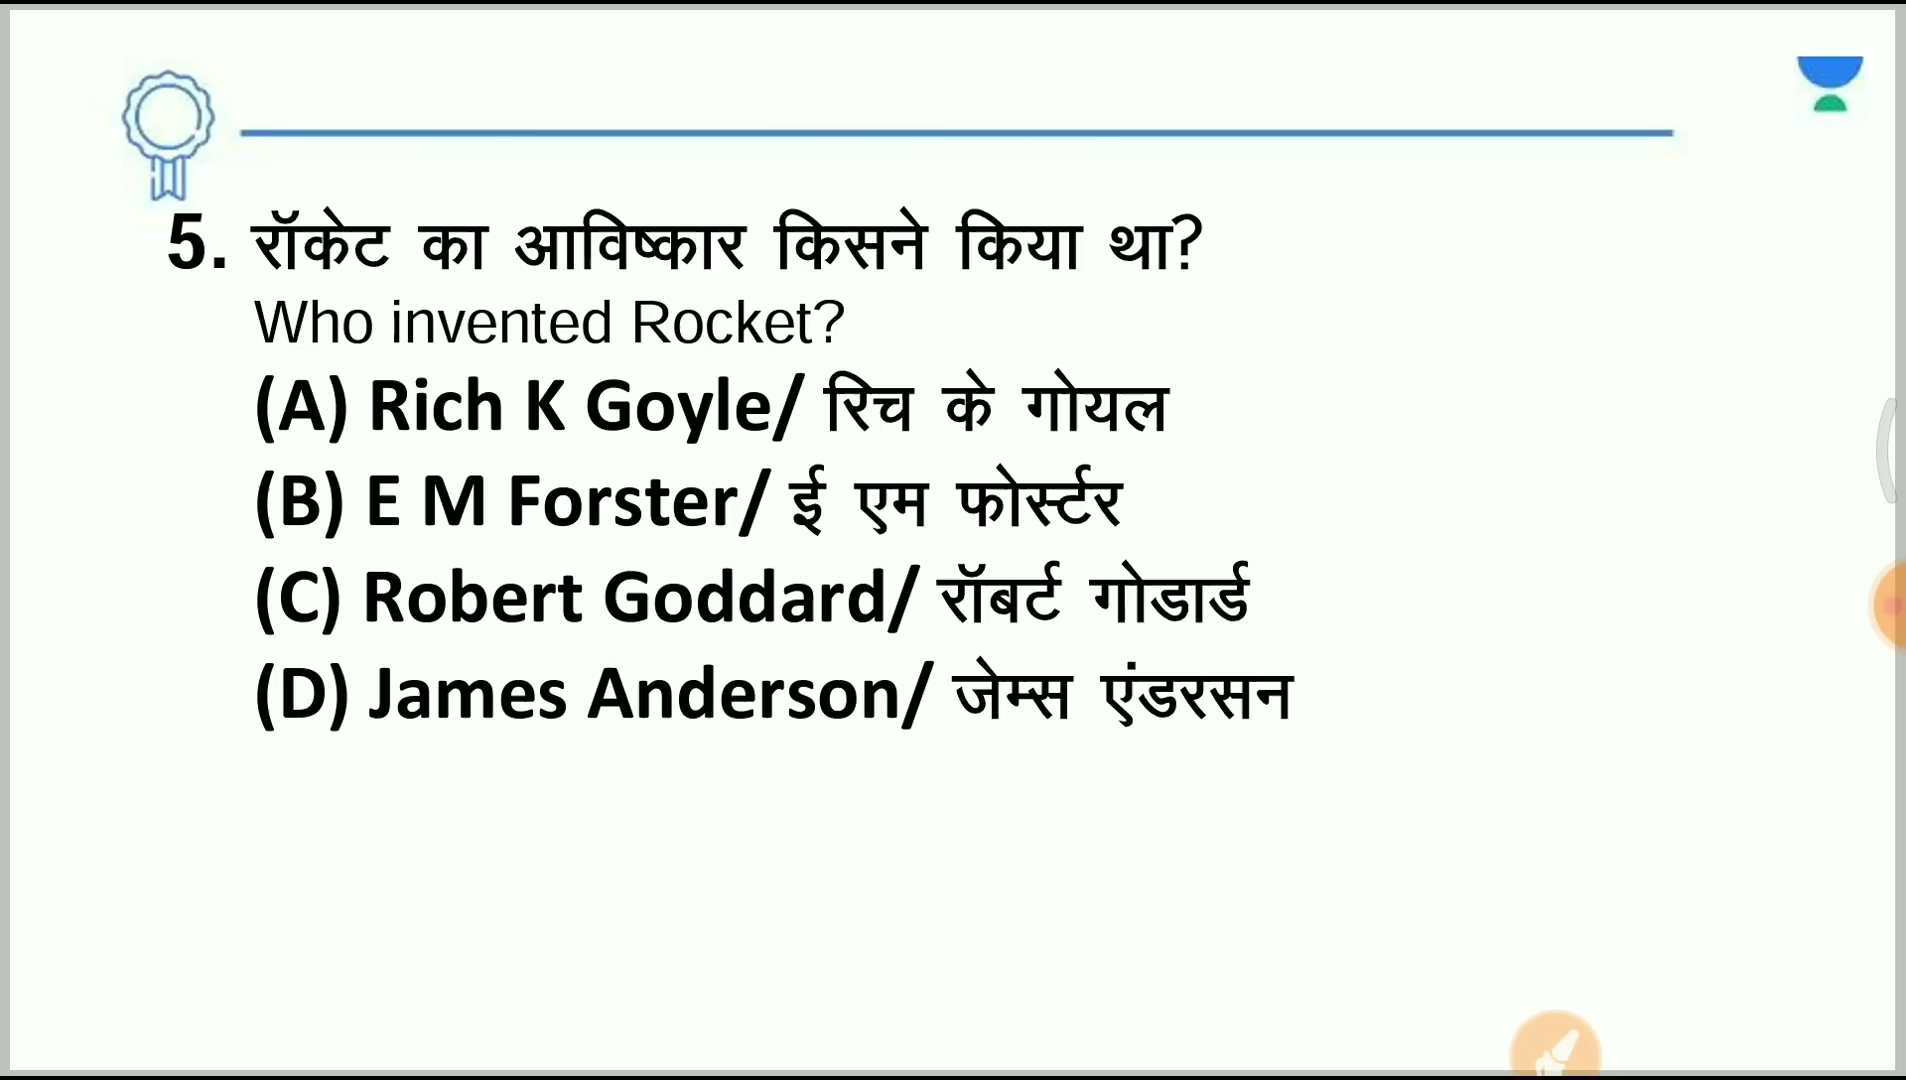 5. रॉकेट का आविष्कार किसने किया था?
Who invented Rocket?
(A) Rich K Goyle/ रिच के गोयल
(B) E M Forster/ ई एम फोर्स्टर
(C) Robert Goddard/ रॉबर्ट गोडार्ड
(D) James Anderson/ जेम्स एंडरसन